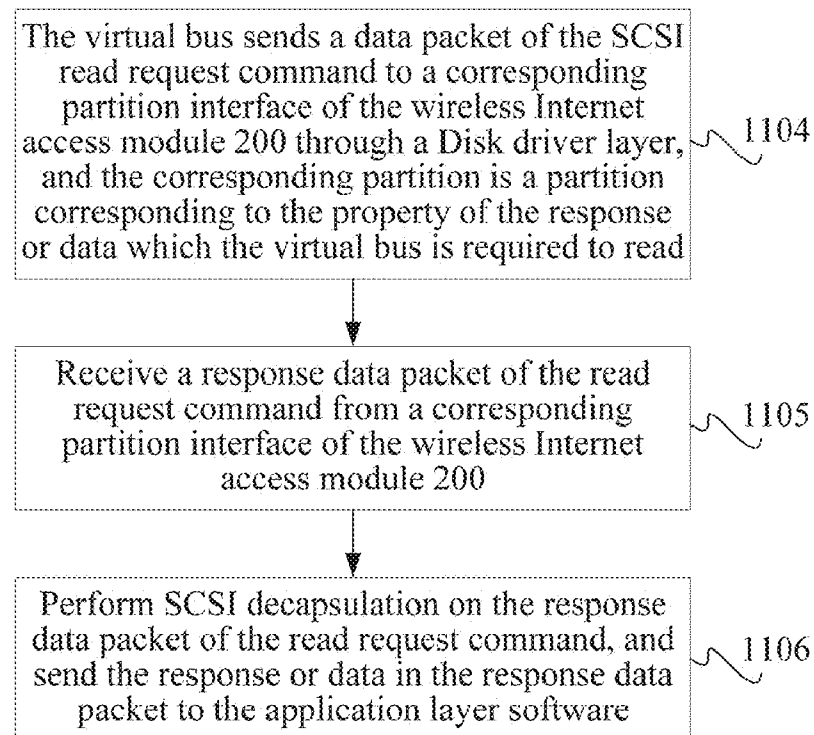 The virtual bus sends a data packet of the SCSI
read request command to a corresponding
partition interface of the wireless Internet
access module 200 through a Disk driver layer,
and the corresponding partition is a partition
corresponding to the property of the response
or data which the virtual bus is required to read
1104
Receive a response data packet of the read
request command from a corresponding
partition interface of the wireless Internet
access module 200
1105
Perform SCSI decapsulation on the response
data packet of the read request command, and
send the response or data in the response data
packet to the application layer software
1106